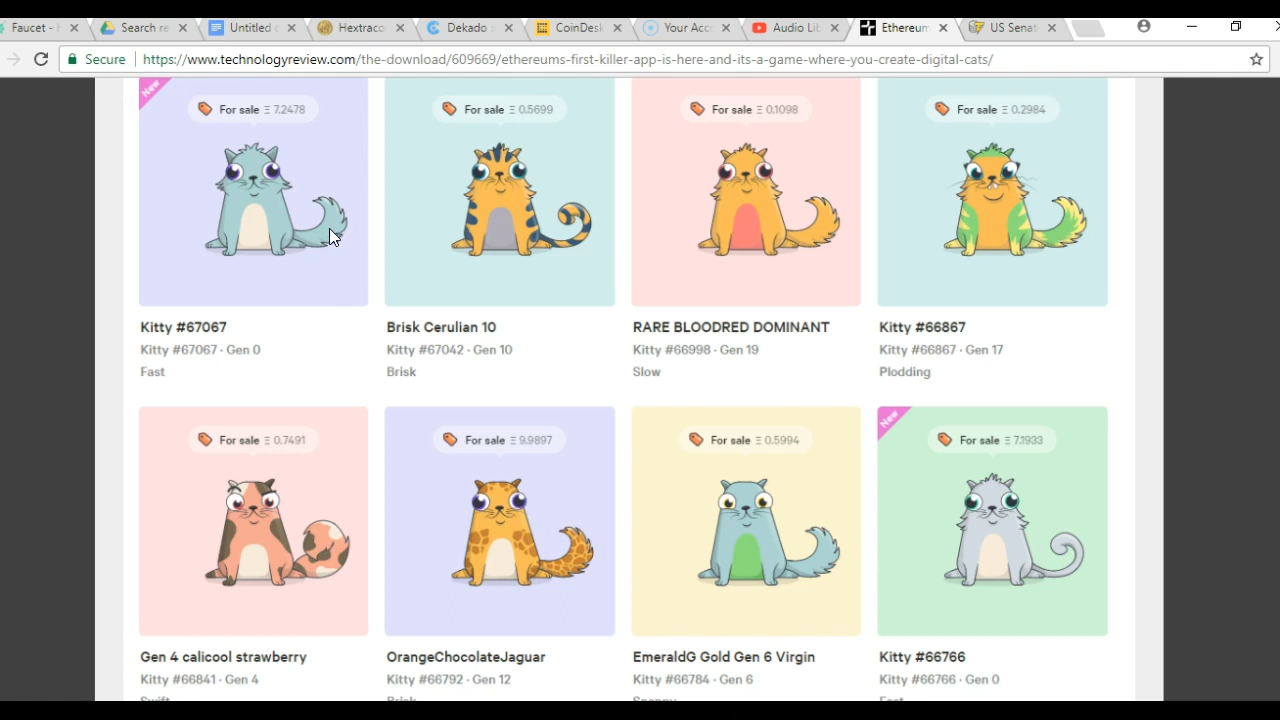 Faucet -
Search re
Untitled
Hextraco
Dekado
CoinDes
Your Acc
Audio Li
Ethereum
US Sena
Secure
https://www.technologyreview.com/the-download/609669/ethereums-first-killer-app-is-here-and-its-a-game-where-you-create-digital-cats/
New
For sale Ξ 7.2478
For sale Ξ 0.5699
For sale Ξ 0.1098
For sale Ξ 0.2984
Kitty #67067
Brisk Cerulian 10
RARE BLOODRED DOMINANT
Kitty #66867
Kitty #67067 · Gen 0
Kitty #67042 · Gen 10
Kitty #66998 · Gen 19
Kitty #66867 · Gen 17
Fast
Brisk
Slow
Plodding
New
For sale Ξ 0.7491
For sale Ξ 9.9897
For sale Ξ 0.5994
For sale Ξ 7.1933
Gen 4 calicool strawberry
OrangeChocolateJaguar
EmeraldG Gold Gen 6 Virgin
Kitty #66766
Kitty #66841 · Gen 4
Kitty #66792 · Gen 12
Kitty #66784 · Gen 6
Kitty #66766 · Gen 0
Swift
Brisk
Snappy
Fast